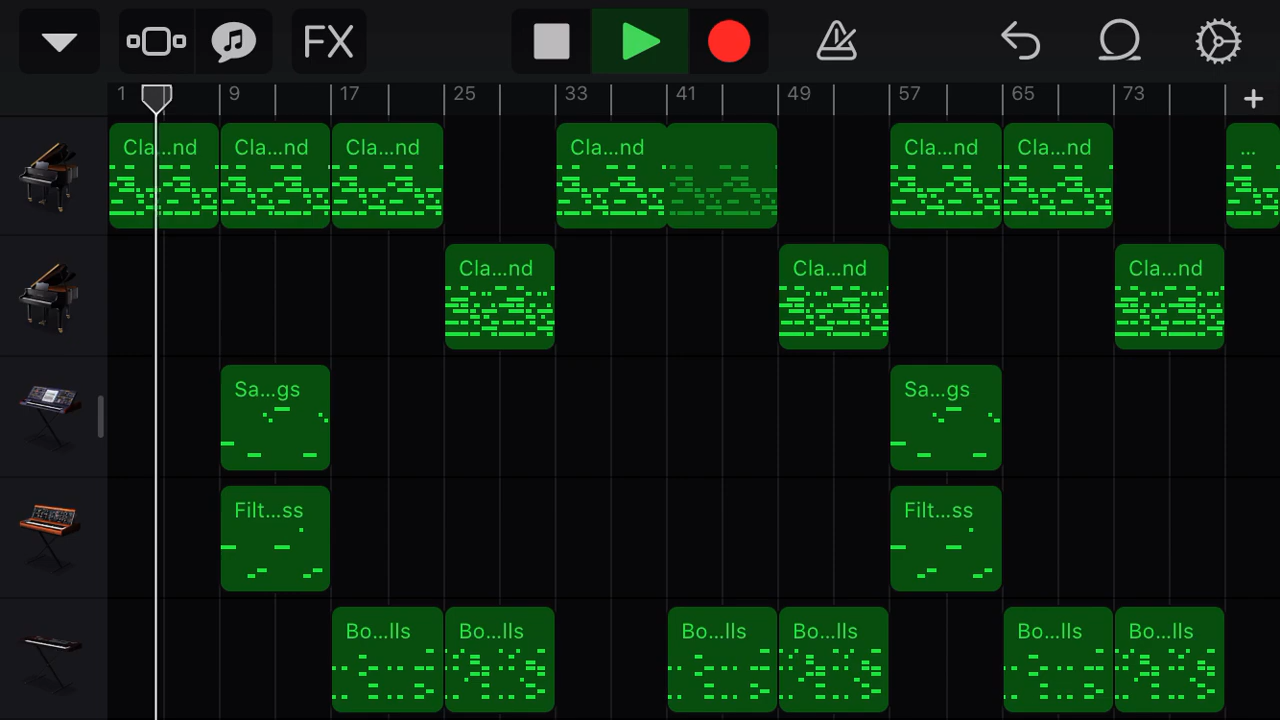 FX
1 9 17 25 33 41 49 57 65 73 +
Cla...nd Cla...nd Cla...nd Cla...nd Cla...nd Cla...nd ...
Cla...nd Cla...nd Cla...nd
Sa...gs Sa...gs
Filt...ss Filt...ss
Bo...lls Bo...lls Bo...lls Bo...lls Bo...lls Bo...lls